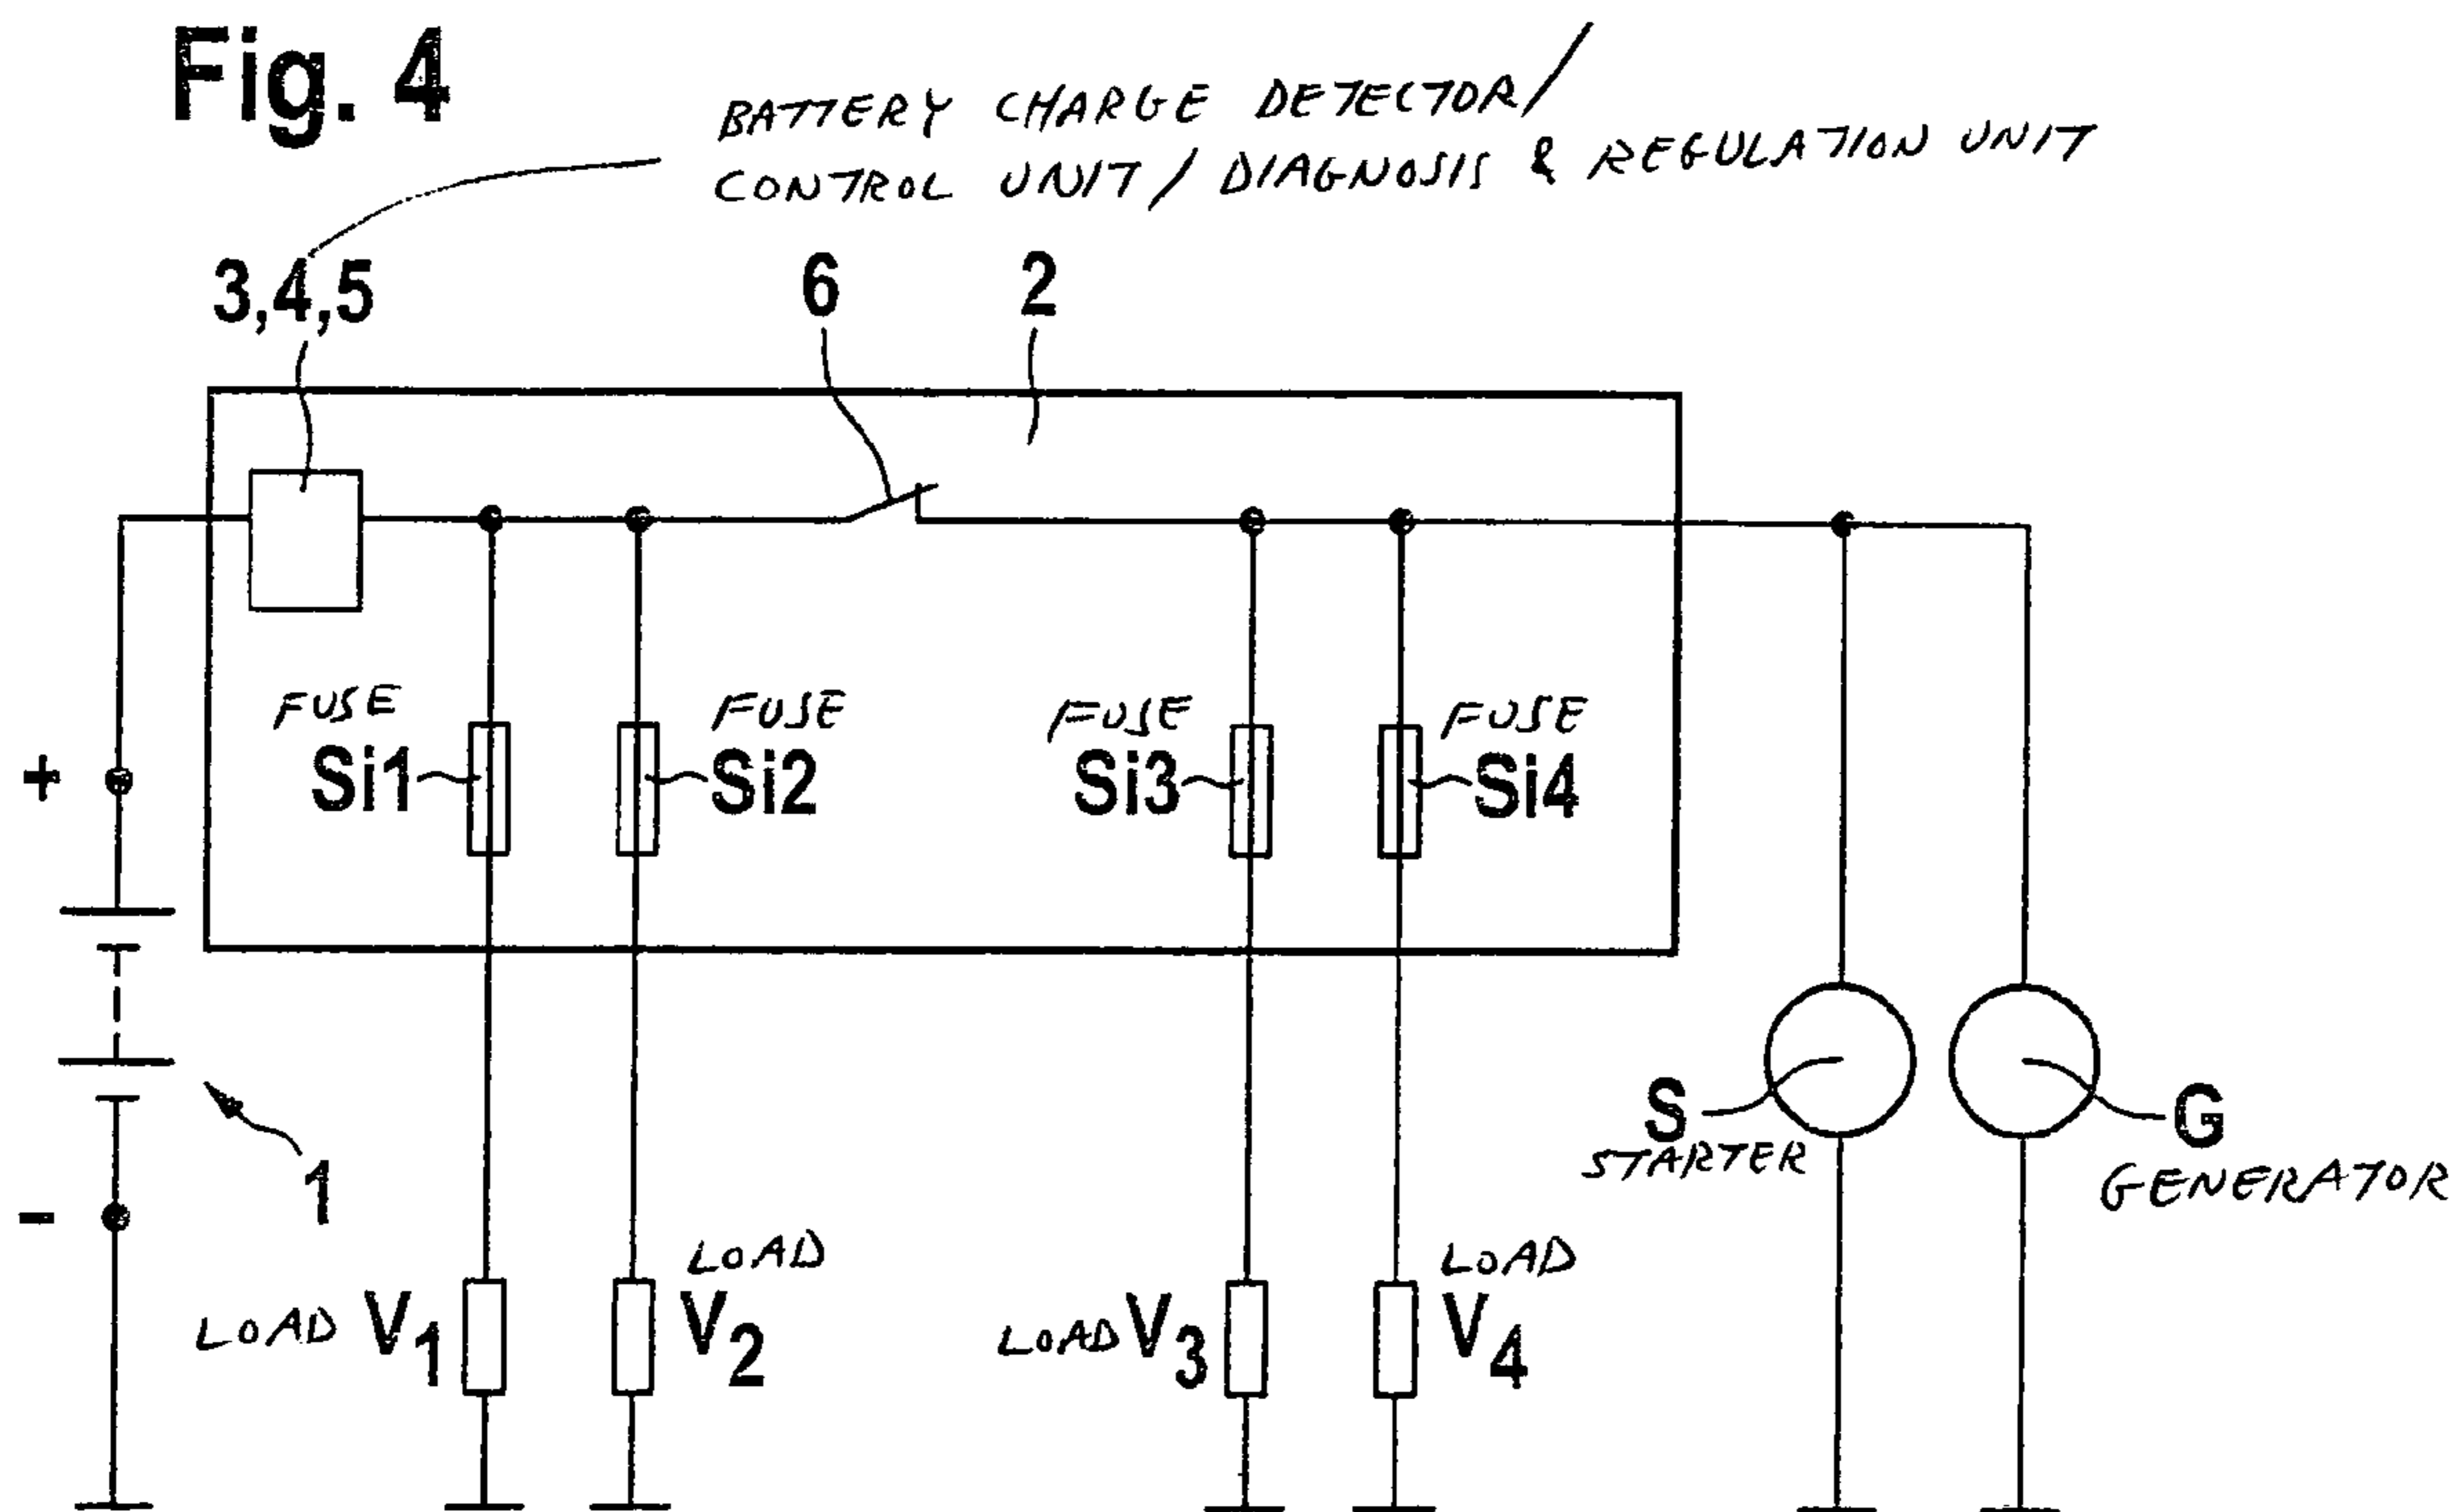 Fig. 4
BATTERY CHARGE DETECTOR/
CONTROL UNIT / DIAGNOSIS & REGULATION UNIT
3,4,5
6
2
FUSE
Si1
FUSE
Si2
FUSE
Si3
FUSE
Si4
+
1
-
S
STARTER
G
GENERATOR
LOAD V1
LOAD
V2
LOAD V3
LOAD
V4